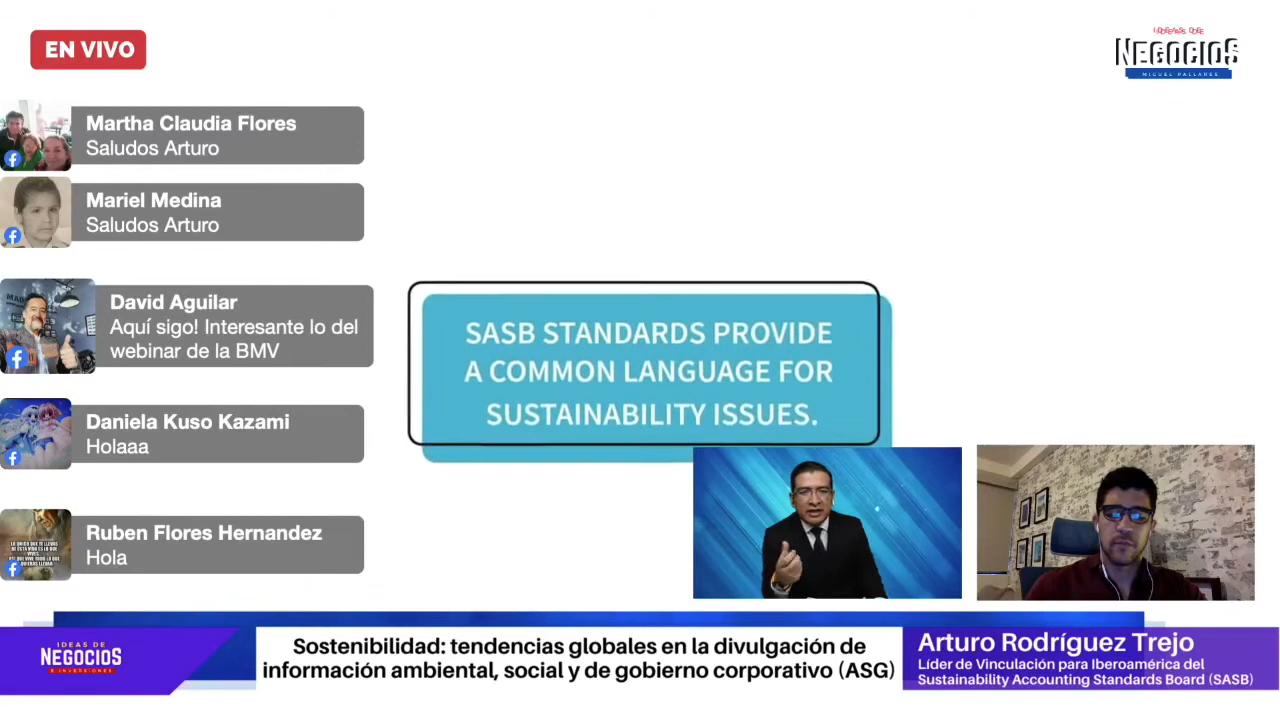 EN VIVO
NEGOCIOS
MIGUEL PALLARES
Martha Claudia Flores
Saludos Arturo
Mariel Medina
Saludos Arturo
David Aguilar
Aquí sigo! Interesante lo del
webinar de la BMV
Daniela Kuso Kazami
Holaaa
Ruben Flores Hernandez
Hola
SASB STANDARDS PROVIDE
A COMMON LANGUAGE FOR
SUSTAINABILITY ISSUES.
IDEAS DE
NEGOCIOS
E INVERSIONES
Sostenibilidad: tendencias globales en la divulgación de
información ambiental, social y de gobierno corporativo (ASG)
Arturo Rodríguez Trejo
Líder de Vinculación para Iberoamérica del
Sustainability Accounting Standards Board (SASB)